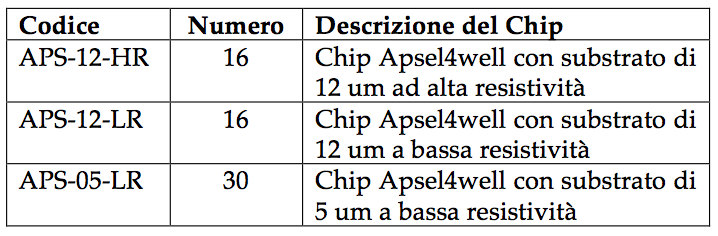 Codice Numero Descrizione del Chip
APS-12-HR 16 Chip Apsel4well con substrato di
12 um ad alta resistività
APS-12-LR 16 Chip Apsel4well con substrato di
12 um a bassa resistività
APS-05-LR 30 Chip Apsel4well con substrato di
5 um a bassa resistività